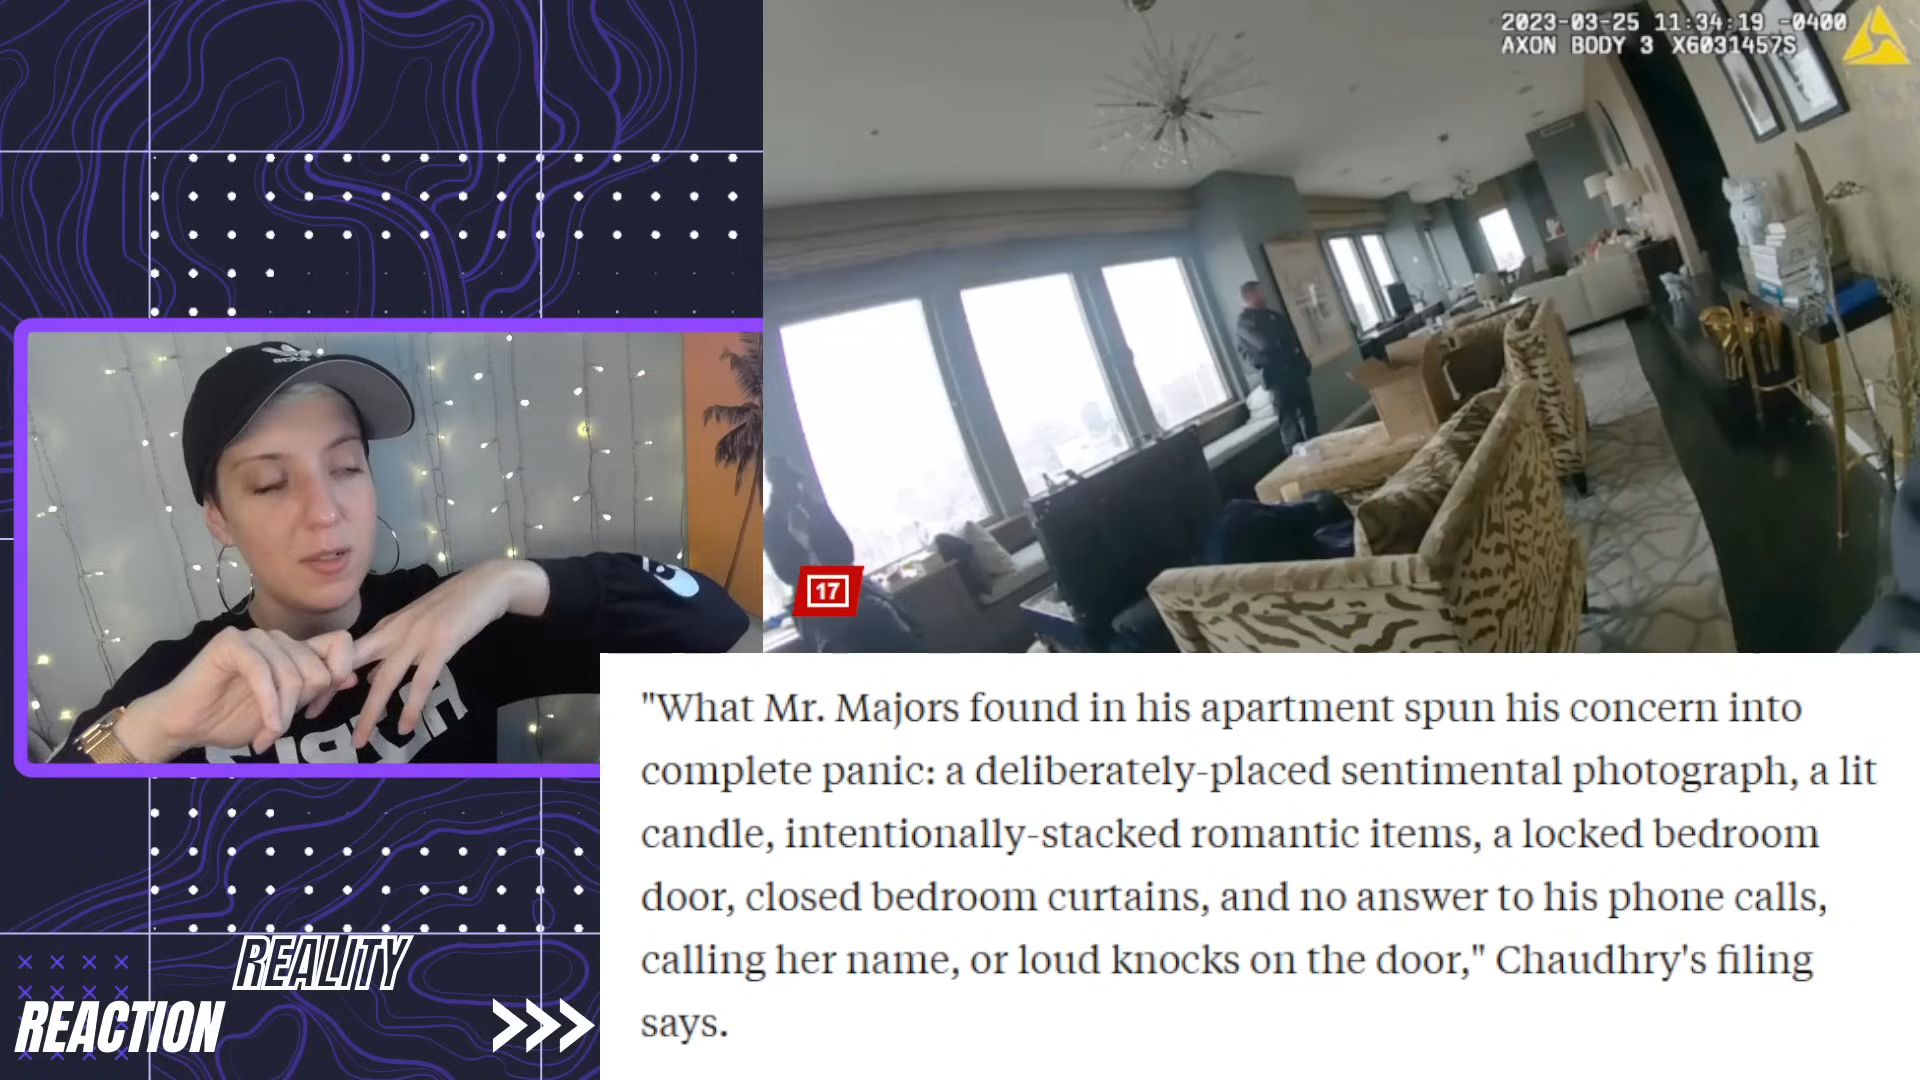 2023-03-25 11:34:19 -0400
AXON BODY 3 X6031457S
17
"What Mr. Majors found in his apartment spun his concern into
complete panic: a deliberately-placed sentimental photograph, a lit
candle, intentionally-stacked romantic items, a locked bedroom
door, closed bedroom curtains, and no answer to his phone calls,
calling her name, or loud knocks on the door," Chaudhry's filing
says.
REALITY
REACTION